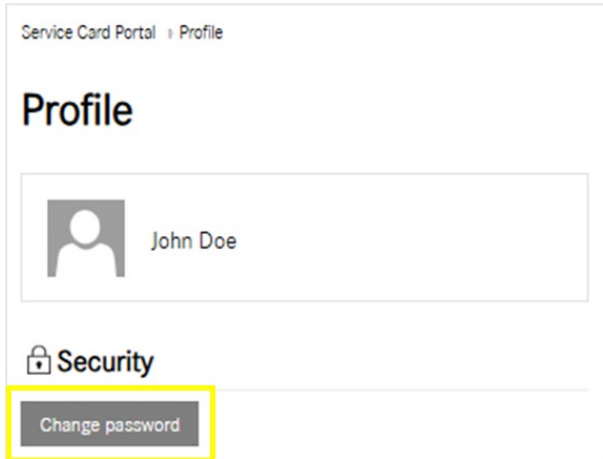 Service Card Portal Profile
Profile
John Doe
Security
Change password